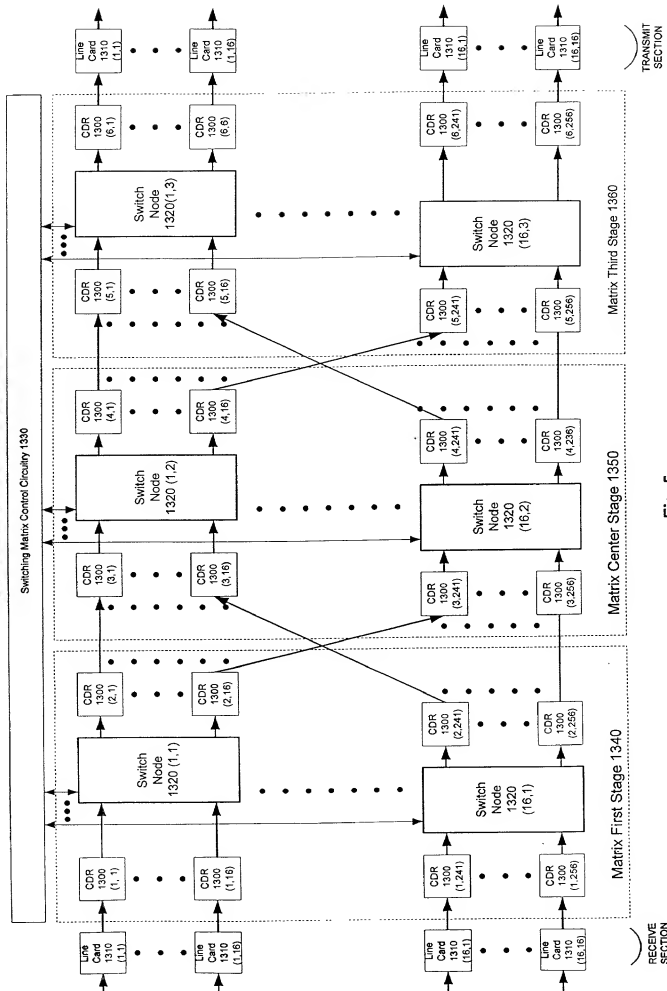 Switching Matrix Control Circuitry 1330
Line
Card
1310
(1,1)
CDR
1300
(1, 1)
Switch
Node
1320 (1,1)
CDR
1300
(2,1)
CDR
1300
(3,1)
Switch
Node
1320 (1,2)
CDR
1300
(4,1)
CDR
1300
(5,1)
Switch
Node
1320(1,3)
CDR
1300
(6,1)
Line
Card
1310
(1,1)
Line
Card
1310
(1,16)
CDR
1300
(1,16)
CDR
1300
(2,16)
CDR
1300
(3,16)
CDR
1300
(4,16)
CDR
1300
(5,16)
CDR
1300
(6,6)
Line
Card
1310
(1,16)
Line
Card
1310
(16,1)
CDR
1300
(1,241)
Switch
Node
1320
(16,1)
CDR
1300
(2,241)
CDR
1300
(3,241)
Switch
Node
1320
(16,2)
CDR
1300
(4,241)
CDR
1300
(5,241)
Switch
Node
1320
(16,3)
CDR
1300
(6,241)
Line
Card
1310
(16,1)
Line
Card
1310
(16,16)
CDR
1300
(1,256)
CDR
1300
(2,256)
CDR
1300
(3,256)
CDR
1300
(4,236)
CDR
1300
(5,256)
CDR
1300
(6,256)
Line
Card
1310
(16,16)
Matrix First Stage 1340
Matrix Center Stage 1350
Matrix Third Stage 1360
RECEIVE
SECTION
TRANSMIT
SECTION